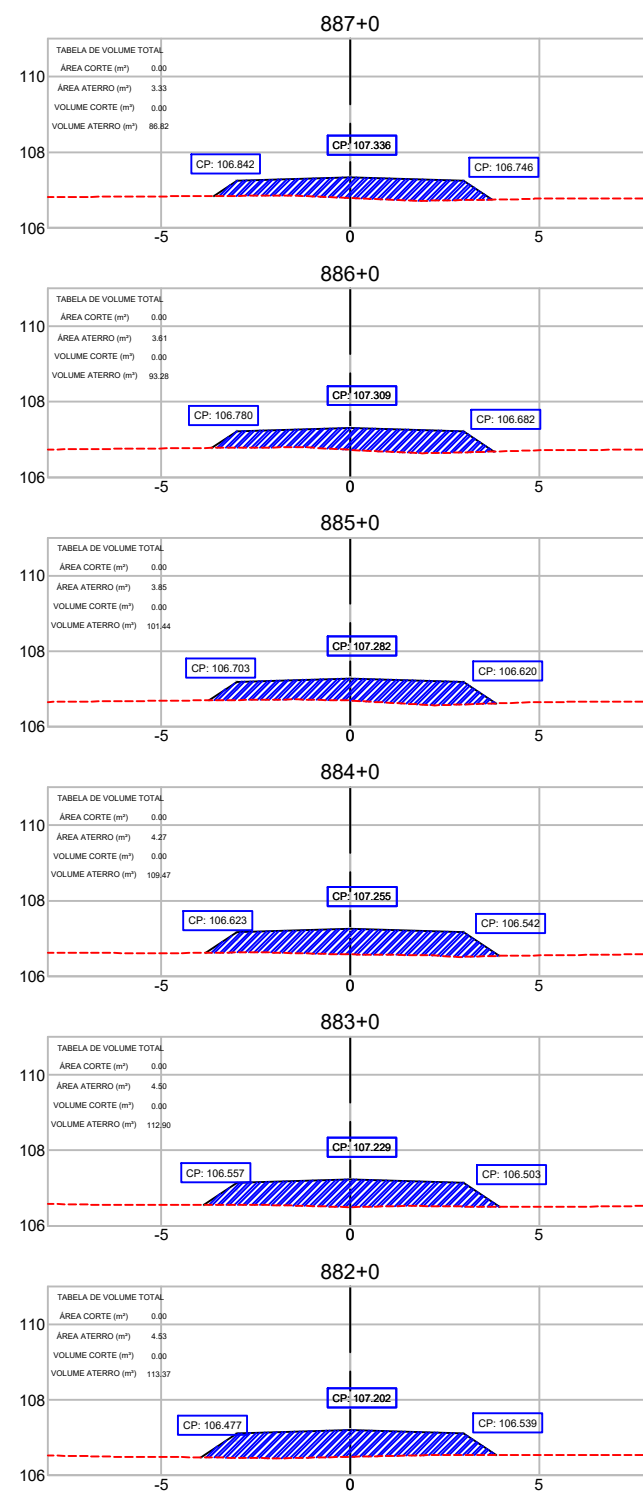 887+0
TABELA DE VOLUME TOTAL
ÁREA CORTE (m²) 0.00
ÁREA ATERRO (m²) 3.33
VOLUME CORTE (m³) 0.00
VOLUME ATERRO (m³) 86.82
110
108
106
CP: 106.842
CP: 107.336
CP: 106.746
-5 0 5
886+0
TABELA DE VOLUME TOTAL
ÁREA CORTE (m²) 0.00
ÁREA ATERRO (m²) 3.61
VOLUME CORTE (m³) 0.00
VOLUME ATERRO (m³) 93.28
110
108
106
CP: 106.780
CP: 107.309
CP: 106.682
-5 0 5
885+0
TABELA DE VOLUME TOTAL
ÁREA CORTE (m²) 0.00
ÁREA ATERRO (m²) 3.85
VOLUME CORTE (m³) 0.00
VOLUME ATERRO (m³) 101.44
110
108
106
CP: 106.703
CP: 107.282
CP: 106.620
-5 0 5
884+0
TABELA DE VOLUME TOTAL
ÁREA CORTE (m²) 0.00
ÁREA ATERRO (m²) 4.27
VOLUME CORTE (m³) 0.00
VOLUME ATERRO (m³) 109.47
110
108
106
CP: 106.623
CP: 107.255
CP: 106.542
-5 0 5
883+0
TABELA DE VOLUME TOTAL
ÁREA CORTE (m²) 0.00
ÁREA ATERRO (m²) 4.50
VOLUME CORTE (m³) 0.00
VOLUME ATERRO (m³) 112.90
110
108
106
CP: 106.557
CP: 107.229
CP: 106.503
-5 0 5
882+0
TABELA DE VOLUME TOTAL
ÁREA CORTE (m²) 0.00
ÁREA ATERRO (m²) 4.53
VOLUME CORTE (m³) 0.00
VOLUME ATERRO (m³) 113.37
110
108
106
CP: 106.477
CP: 107.202
CP: 106.539
-5 0 5